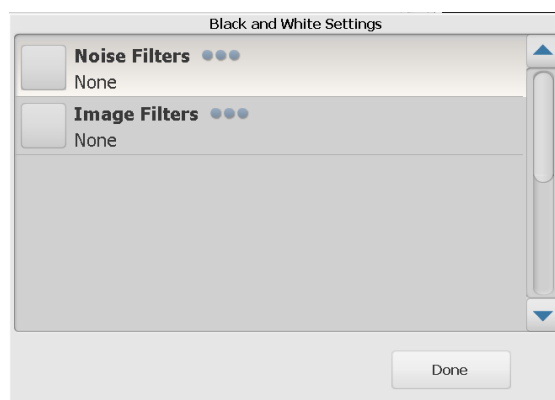 Black and White Settings
Noise Filters
None
Image Filters
None
Done